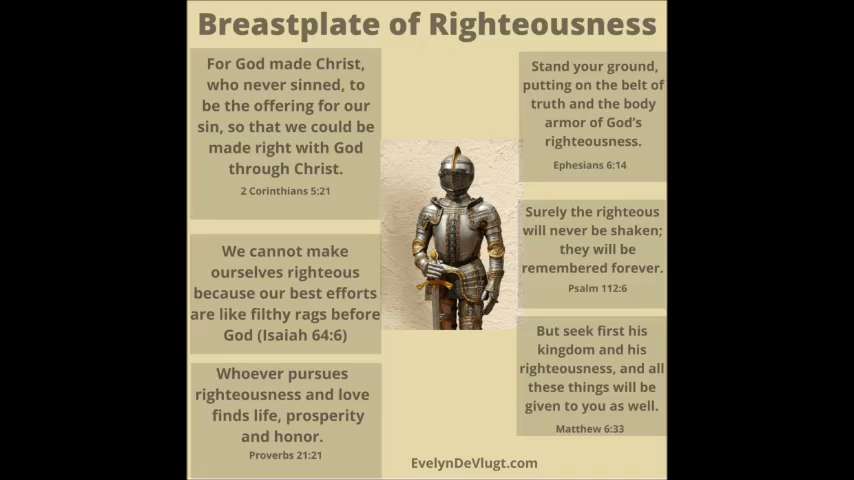 Breastplate of Righteousness
For God made Christ,
who never sinned, to
be the offering for our
sin, so that we could be
made right with God
through Christ.
2 Corinthians 5:21
We cannot make
ourselves righteous
because our best efforts
are like filthy rags before
God (Isaiah 64:6)
Whoever pursues
righteousness and love
finds life, prosperity
and honor.
Proverbs 21:21
Stand your ground,
putting on the belt of
truth and the body
armor of God’s
righteousness.
Ephesians 6:14
Surely the righteous
will never be shaken;
they will be
remembered forever.
Psalm 112:6
But seek first his
kingdom and his
righteousness, and all
these things will be
given to you as well.
Matthew 6:33
EvelynDeVlugt.com